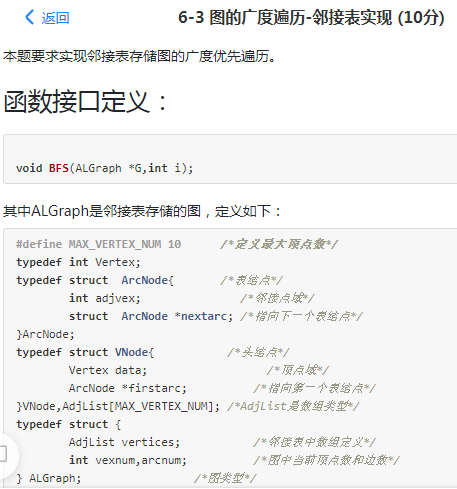 返回
6-3 图的广度遍历-邻接表实现 (10分)
本题要求实现邻接表存储图的广度优先遍历。
函数接口定义：
void BFS(ALGraph *G,int i);
其中ALGraph是邻接表存储的图，定义如下：
#define MAX_VERTEX_NUM 10 /*定义最大顶点数*/
typedef int Vertex;
typedef struct ArcNode{ /*表结点*/
int adjvex; /*邻接点域*/
struct ArcNode *nextarc; /*指向下一个表结点*/
}ArcNode;
typedef struct VNode{ /*头结点*/
Vertex data; /*顶点域*/
ArcNode *firstarc; /*指向第一个表结点*/
}VNode,AdjList[MAX_VERTEX_NUM]; /*AdjList是数组类型*/
typedef struct {
AdjList vertices; /*邻接表中数组定义*/
int vexnum,arcnum; /*图中当前顶点数和边数*/
} ALGraph; /*图类型*/